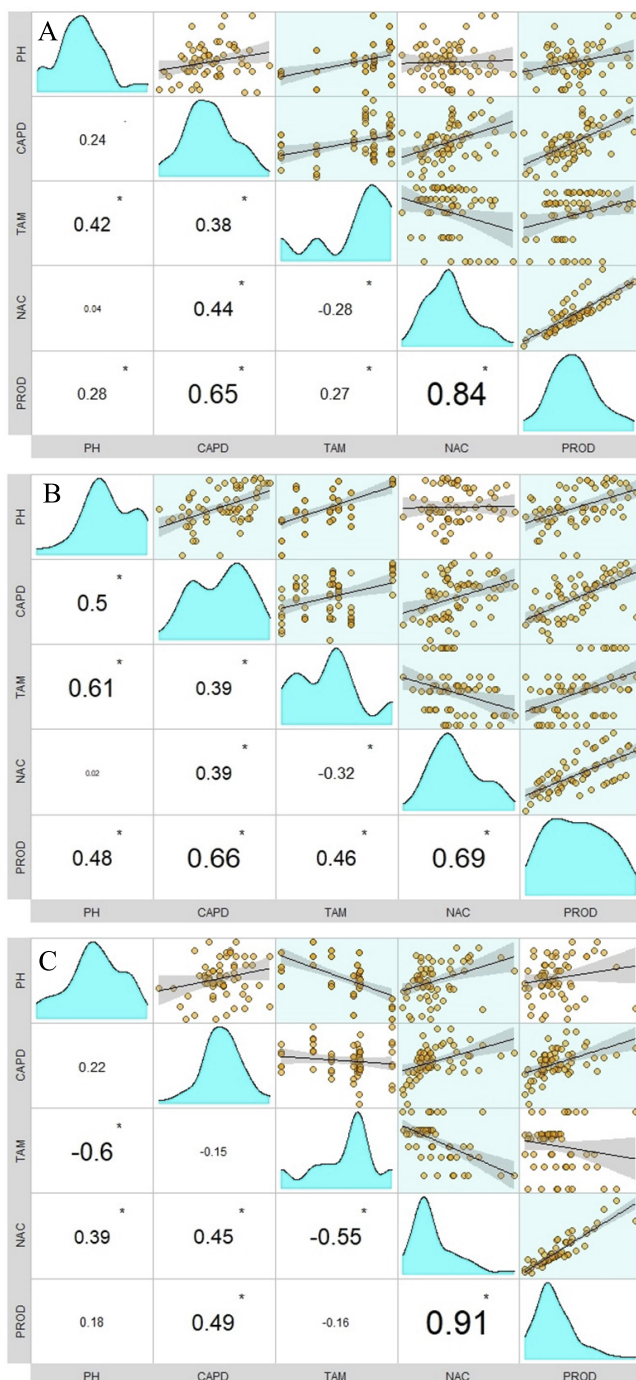 A
PH
CAPD
0.24
TAM
0.42 *
0.38 *
NAC
0.04
0.44 *
-0.28 *
PROD
0.28 *
0.65 *
0.27 *
0.84 *
PH CAPD TAM NAC PROD
B
PH
CAPD
0.5 *
TAM
0.61 *
0.39 *
NAC
0.02
0.39 *
-0.32 *
PROD
0.48 *
0.66 *
0.46 *
0.69 *
PH CAPD TAM NAC PROD
C
PH
CAPD
0.22
TAM
-0.6 *
-0.15
NAC
0.39 *
0.45 *
-0.55 *
PROD
0.18
0.49 *
-0.16
0.91 *
PH CAPD TAM NAC PROD